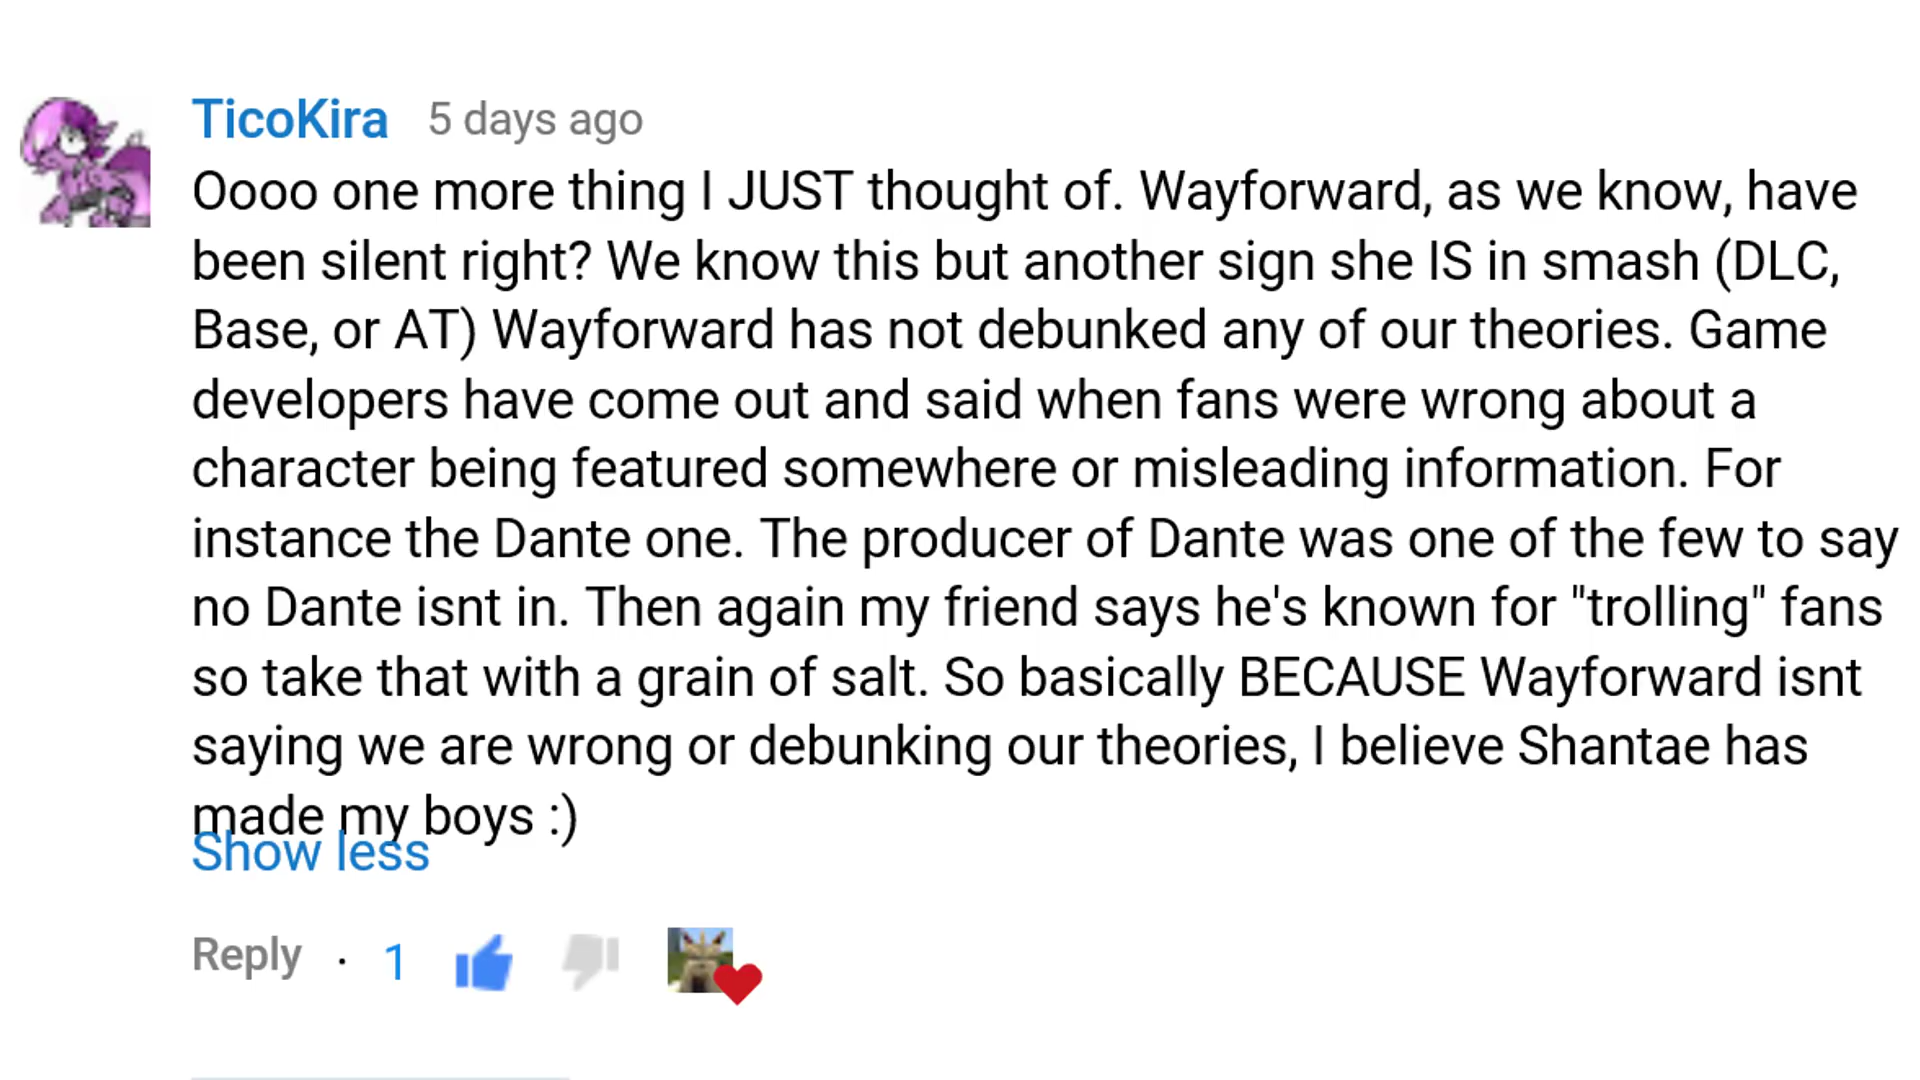 TicoKira 5 days ago
Oooo one more thing I JUST thought of. Wayforward, as we know, have
been silent right? We know this but another sign she IS in smash (DLC,
Base, or AT) Wayforward has not debunked any of our theories. Game
developers have come out and said when fans were wrong about a
character being featured somewhere or misleading information. For
instance the Dante one. The producer of Dante was one of the few to say
no Dante isnt in. Then again my friend says he's known for "trolling" fans
so take that with a grain of salt. So basically BECAUSE Wayforward isnt
saying we are wrong or debunking our theories, I believe Shantae has
made my boys :)
Show less
Reply · 1